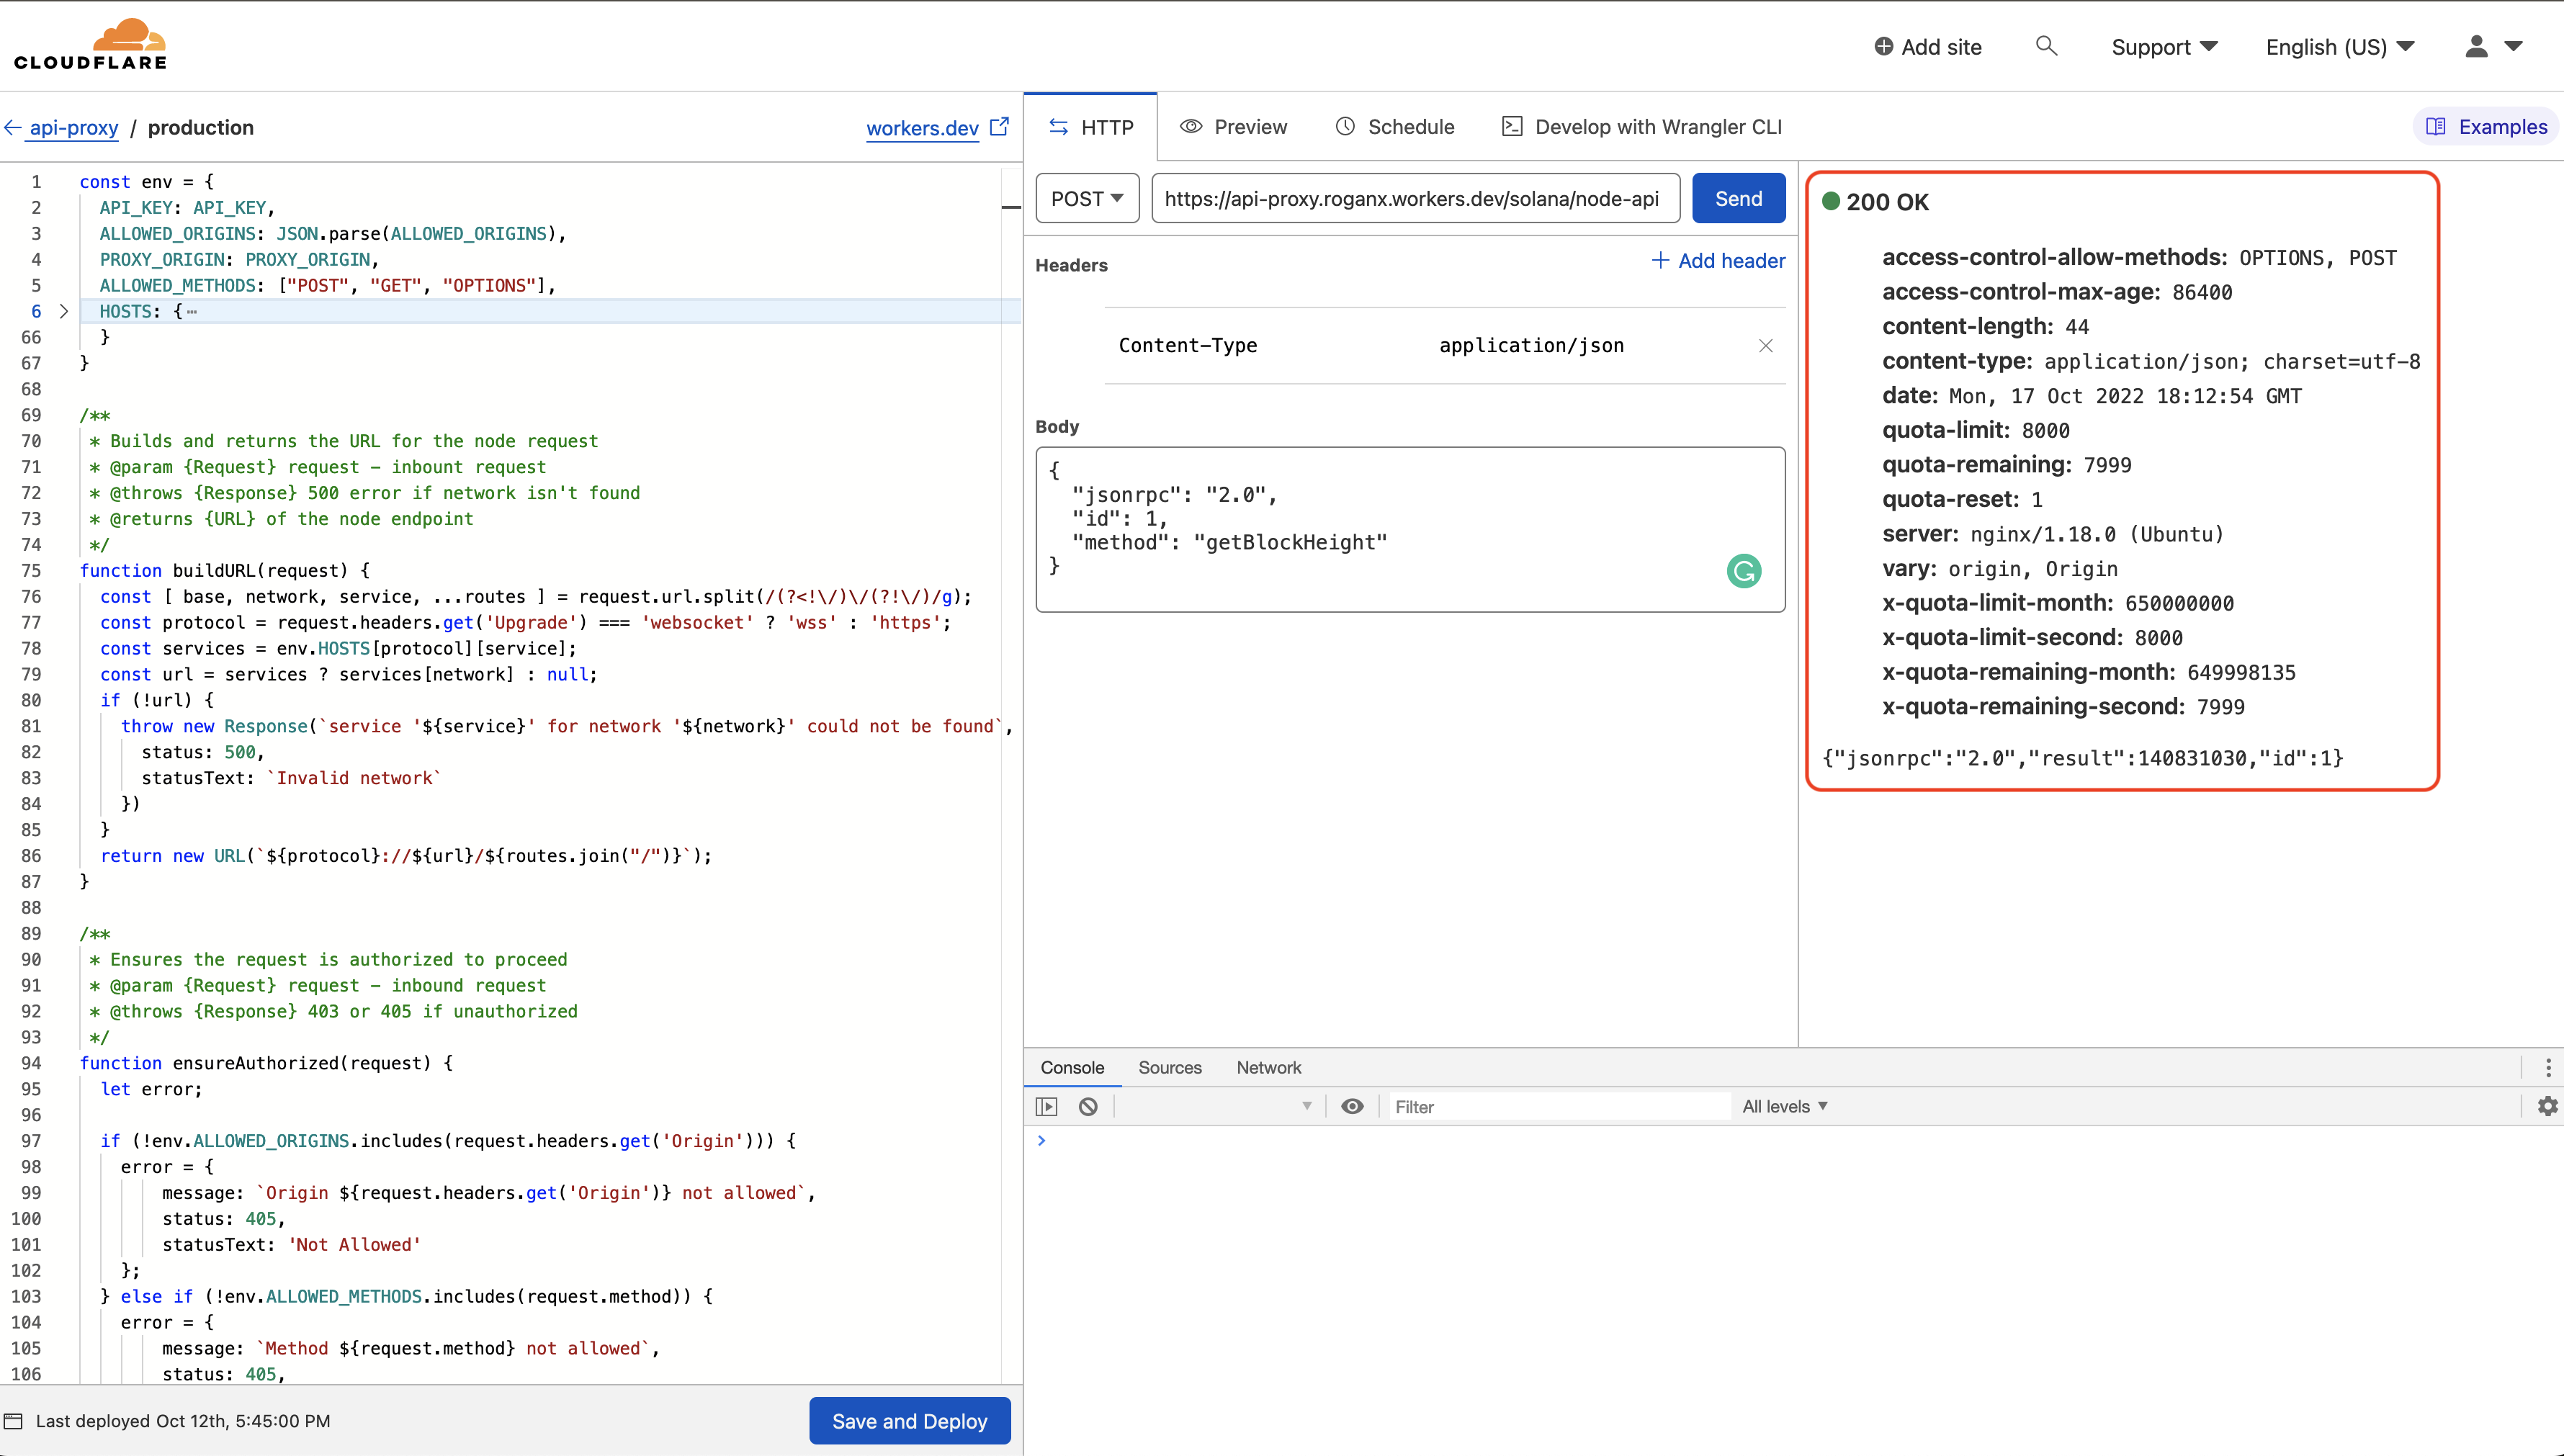 CLOUDFLARE
Add site
Support
English (US)
api-proxy / production
workers.dev
HTTP
Preview
Schedule
Develop with Wrangler CLI
Examples
1 const env = {
2 API_KEY: API_KEY,
3 ALLOWED_ORIGINS: JSON.parse(ALLOWED_ORIGINS),
4 PROXY_ORIGIN: PROXY_ORIGIN,
5 ALLOWED_METHODS: ["POST", "GET", "OPTIONS"],
6 HOSTS: { ⋯
66 }
67 }
68
69 /**
70 * Builds and returns the URL for the node request
71 * @param {Request} request - inbount request
72 * @throws {Response} 500 error if network isn't found
73 * @returns {URL} of the node endpoint
74 */
75 function buildURL(request) {
76 const [ base, network, service, ...routes ] = request.url.split(/(?<!\/)\/(?!\/)/g);
77 const protocol = request.headers.get('Upgrade') === 'websocket' ? 'wss' : 'https';
78 const services = env.HOSTS[protocol][service];
79 const url = services ? services[network] : null;
80 if (!url) {
81 throw new Response(`service '${service}' for network '${network}' could not be found`,
82 status: 500,
83 statusText: `Invalid network`
84 })
85 }
86 return new URL(`${protocol}://${url}/${routes.join("/")}`);
87 }
88
89 /**
90 * Ensures the request is authorized to proceed
91 * @param {Request} request - inbound request
92 * @throws {Response} 403 or 405 if unauthorized
93 */
94 function ensureAuthorized(request) {
95 let error;
96
97 if (!env.ALLOWED_ORIGINS.includes(request.headers.get('Origin'))) {
98 error = {
99 message: `Origin ${request.headers.get('Origin')} not allowed`,
100 status: 405,
101 statusText: 'Not Allowed'
102 };
103 } else if (!env.ALLOWED_METHODS.includes(request.method)) {
104 error = {
105 message: `Method ${request.method} not allowed`,
106 status: 405,
Last deployed Oct 12th, 5:45:00 PM
Save and Deploy
POST
https://api-proxy.roganx.workers.dev/solana/node-api
Send
Headers
+ Add header
Content-Type application/json
Body
{
"jsonrpc": "2.0",
"id": 1,
"method": "getBlockHeight"
}
200 OK
access-control-allow-methods: OPTIONS, POST
access-control-max-age: 86400
content-length: 44
content-type: application/json; charset=utf-8
date: Mon, 17 Oct 2022 18:12:54 GMT
quota-limit: 8000
quota-remaining: 7999
quota-reset: 1
server: nginx/1.18.0 (Ubuntu)
vary: origin, Origin
x-quota-limit-month: 650000000
x-quota-limit-second: 8000
x-quota-remaining-month: 649998135
x-quota-remaining-second: 7999
{"jsonrpc":"2.0","result":140831030,"id":1}
Console
Sources
Network
Filter
All levels